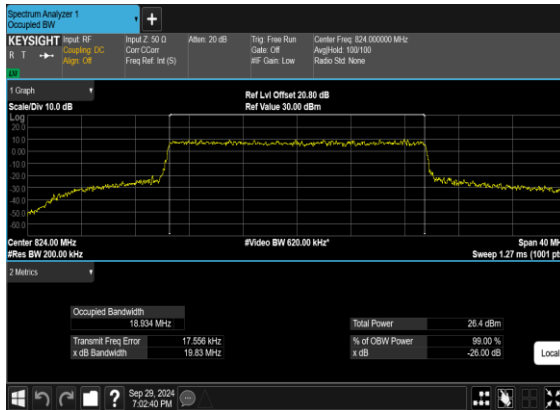 Spectrum Analyzer 1
Occupied BW
+
KEYSIGHT
R T
LXI
Input: RF
Coupling: DC
Align: Off
Input Z: 50 Ω
Corr CCorr
Freq Ref: Int (S)
Atten: 20 dB
Trig: Free Run
Gate: Off
#IF Gain: Low
Center Freq: 824.000000 MHz
Avg|Hold: 100/100
Radio Std: None
1 Graph
Scale/Div 10.0 dB
Ref Lvl Offset 20.80 dB
Ref Value 30.00 dBm
Log
20.0
10.0
0.00
-10.0
-20.0
-30.0
-40.0
-50.0
-60.0
Center 824.00 MHz
#Res BW 200.00 kHz
#Video BW 620.00 kHz*
Span 40 MH
Sweep 1.27 ms (1001 pt
2 Metrics
Occupied Bandwidth
18.934 MHz
Transmit Freq Error 17.556 kHz
x dB Bandwidth 19.83 MHz
Total Power 26.4 dBm
% of OBW Power 99.00 %
x dB -26.00 dB
Local
?
Sep 29, 2024
7:02:40 PM